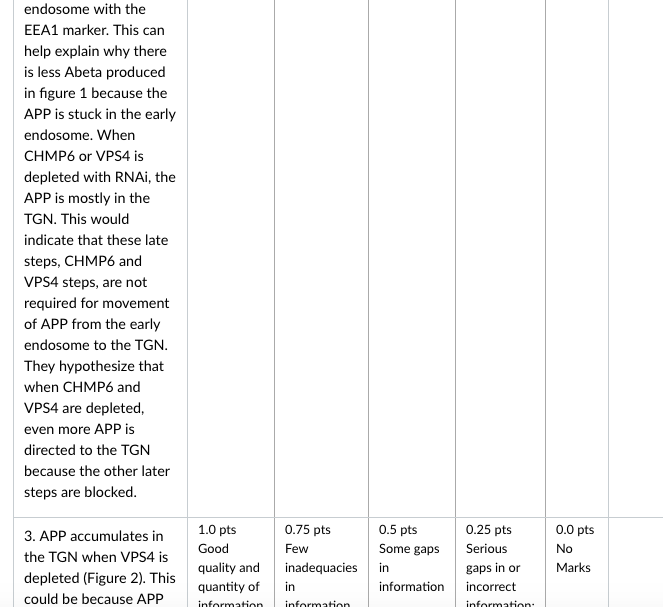 endosome with the
EEA1 marker. This can
help explain why there
is less Abeta produced
in figure 1 because the
APP is stuck in the early
endosome. When
CHMP6 or VPS4 is
depleted with RNAi, the
APP is mostly in the
TGN. This would
indicate that these late
steps, CHMP6 and
VPS4 steps, are not
required for movement
of APP from the early
endosome to the TGN.
They hypothesize that
when CHMP6 and
VPS4 are depleted,
even more APP is
directed to the TGN
because the other later
steps are blocked.
3. APP accumulates in
the TGN when VPS4 is
depleted (Figure 2). This
could be because APP
1.0 pts
Good
quality and
quantity of
information
0.75 pts
Few
inadequacies
in
information
0.5 pts
Some gaps
in
information
0.25 pts
Serious
gaps in or
incorrect
information;
0.0 pts
No
Marks